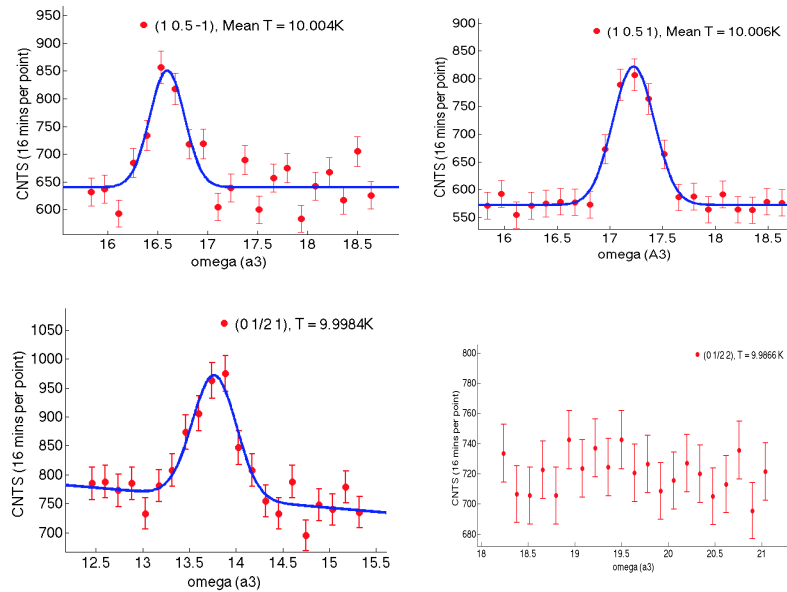 (1 0.5 -1), Mean T = 10.004K
950
900
850
800
750
700
650
600
CNTS (16 mins per point)
16 16.5 17 17.5 18 18.5
omega (a3)
(1 0.5 1), Mean T = 10.006K
900
850
800
750
700
650
600
550
CNTS (16 mins per point)
16 16.5 17 17.5 18 18.5
omega (A3)
(0 1/2 1), T = 9.9984K
1050
1000
950
900
850
800
750
700
CNTS (16 mins per point)
12.5 13 13.5 14 14.5 15 15.5
omega (a3)
(0 1/2 2), T = 9.9866K
800
780
760
740
720
700
680
CNTS (16 mins per point)
18 18.5 19 19.5 20 20.5 21
omega (a3)